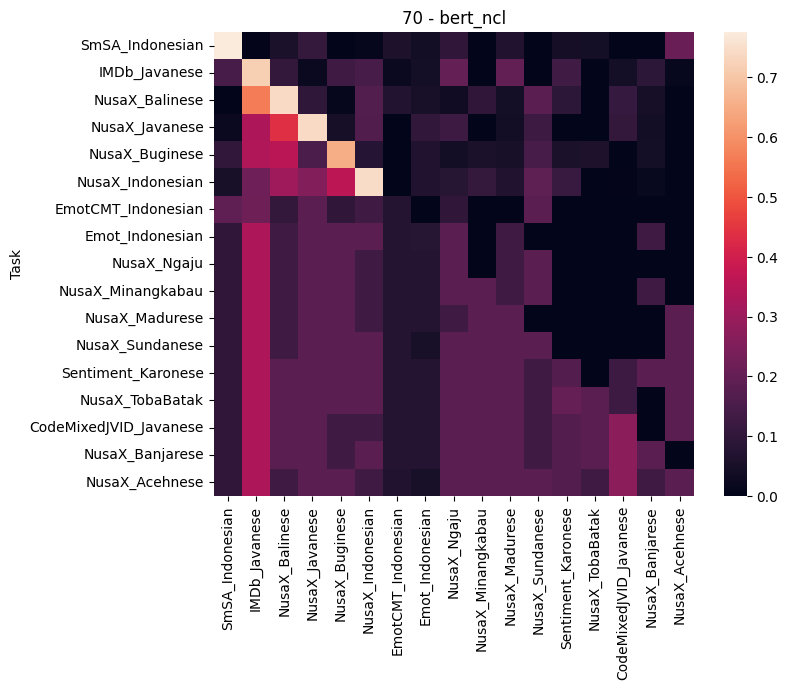 70 - bert_ncl
Task
SmSA_Indonesian
IMDb_Javanese
NusaX_Balinese
NusaX_Javanese
NusaX_Buginese
NusaX_Indonesian
EmotCMT_Indonesian
Emot_Indonesian
NusaX_Ngaju
NusaX_Minangkabau
NusaX_Madurese
NusaX_Sundanese
Sentiment_Karonese
NusaX_TobaBatak
CodeMixedJVID_Javanese
NusaX_Banjarese
NusaX_Acehnese
SmSA_Indonesian
IMDb_Javanese
NusaX_Balinese
NusaX_Javanese
NusaX_Buginese
NusaX_Indonesian
EmotCMT_Indonesian
Emot_Indonesian
NusaX_Ngaju
NusaX_Minangkabau
NusaX_Madurese
NusaX_Sundanese
Sentiment_Karonese
NusaX_TobaBatak
CodeMixedJVID_Javanese
NusaX_Banjarese
NusaX_Acehnese
0.7
0.6
0.5
0.4
0.3
0.2
0.1
0.0